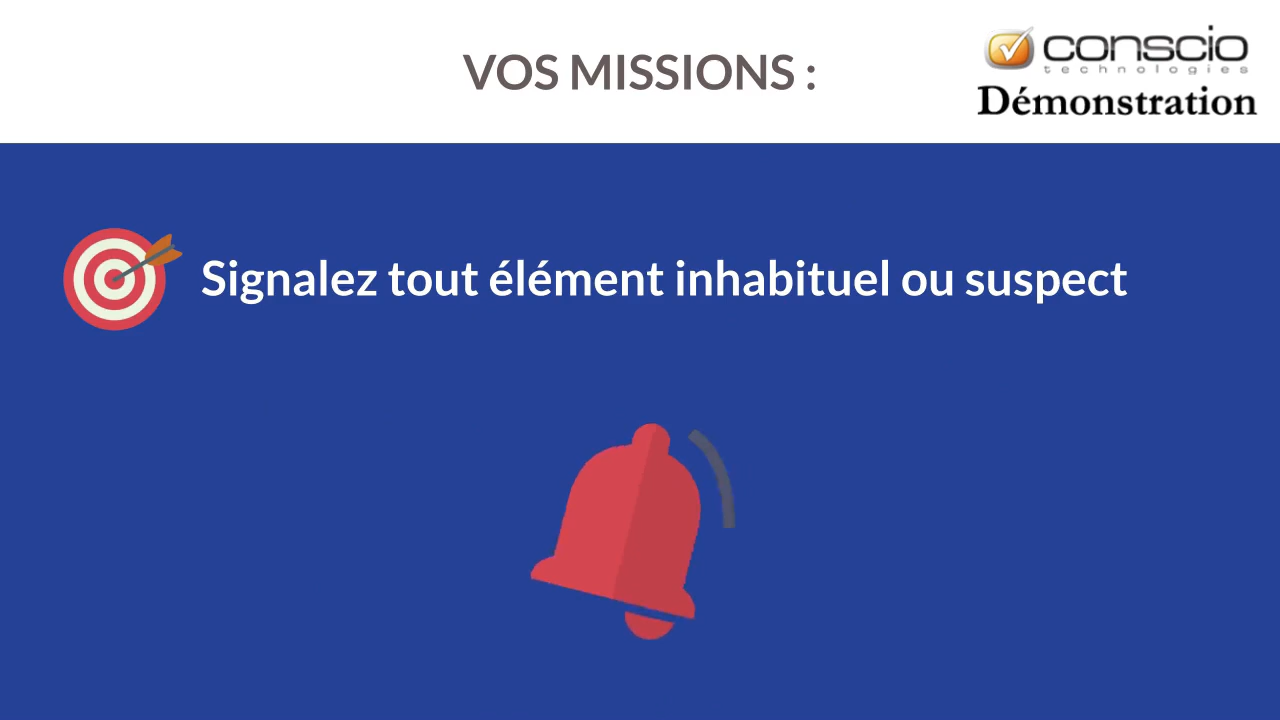 VOS MISSIONS :
conscio
technologies
Démonstration
Signalez tout élément inhabituel ou suspect